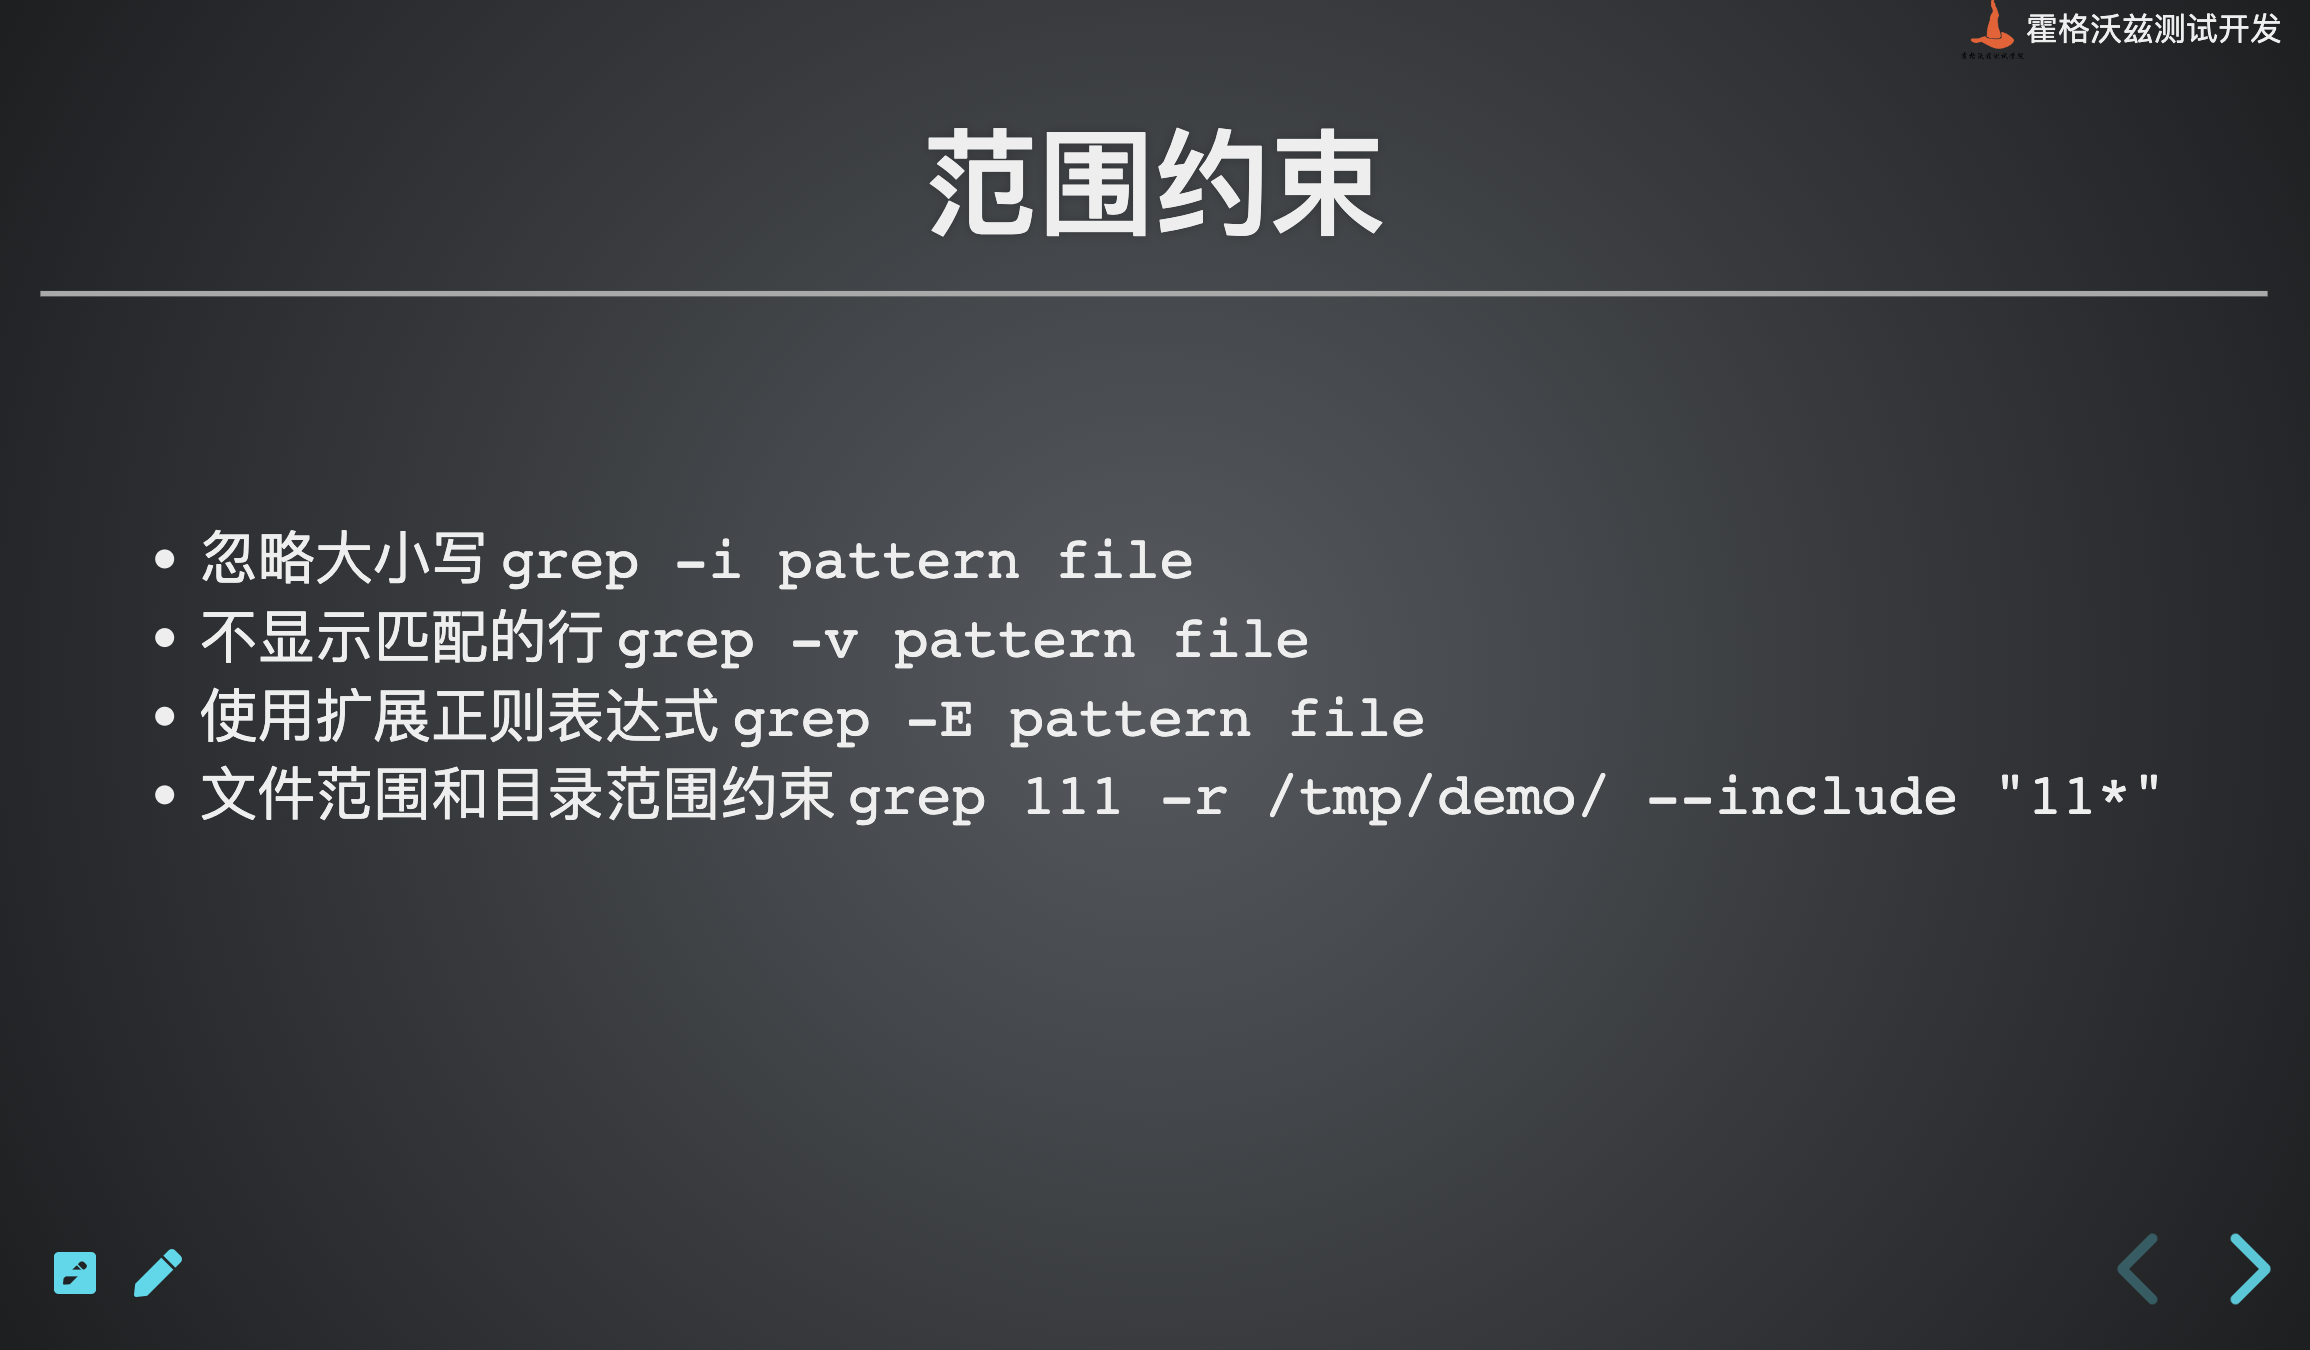 霍格沃兹测试开发
范围约束
忽略大小写 grep -i pattern file
不显示匹配的行 grep -v pattern file
使用扩展正则表达式 grep -E pattern file
文件范围和目录范围约束 grep 111 -r /tmp/demo/ --include "11*"